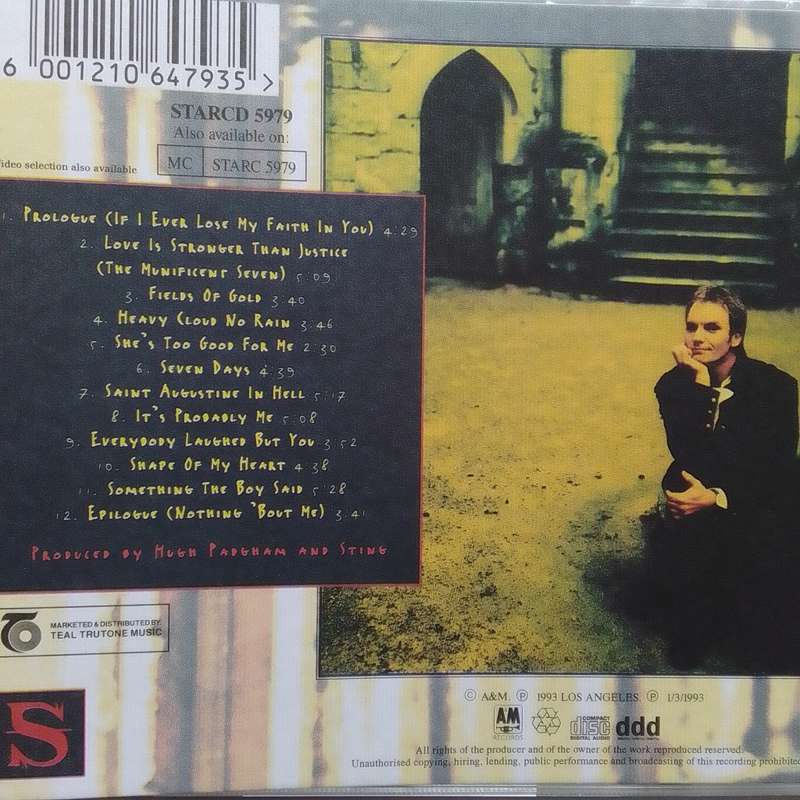 6 001210 647935 >
STARCD 5979
Also available on:
MC STARC 5979
ideo selection also available
1. Prologue (If I Ever Lose My Faith In You) 4:29
2. Love Is Stronger Than Justice
(The Munificent Seven) 5:09
3. Fields Of Gold 3:40
4. Heavy Cloud No Rain 3:46
5. She's Too Good For Me 2:30
6. Seven Days 4:39
7. Saint Augustine In Hell 5:17
8. It's Probably Me 5:08
9. Everybody Laughed But You 3:52
10. Shape Of My Heart 4:38
11. Something The Boy Said 5:28
12. Epilogue (Nothing 'Bout Me) 3:41
Produced by Hugh Padgham and Sting
MARKETED & DISTRIBUTED BY
TEAL TRUTONE MUSIC
S
© A&M. ℗ 1993 LOS ANGELES. ℗ 1/3/1993
AM
RECORDS
COMPACT
disc
DIGITAL AUDIO
ddd
All rights of the producer and of the owner of the work reproduced reserved.
Unauthorised copying, hiring, lending, public performance and broadcasting of this recording prohibited